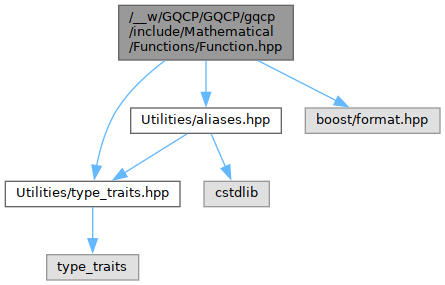 /__w/GQCP/GQCP/gqcp
/include/Mathematical
/Functions/Function.hpp
Utilities/aliases.hpp
boost/format.hpp
Utilities/type_traits.hpp
cstdlib
type_traits